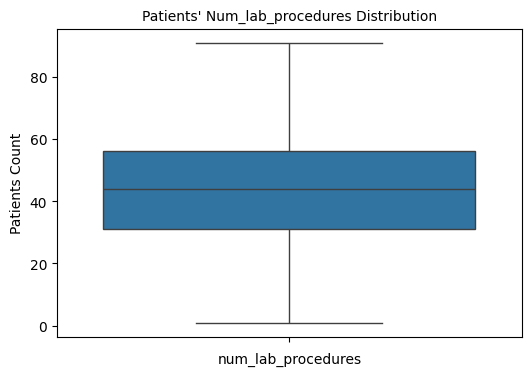 Patients' Num_lab_procedures Distribution
Patients Count
80
60
40
20
0
num_lab_procedures